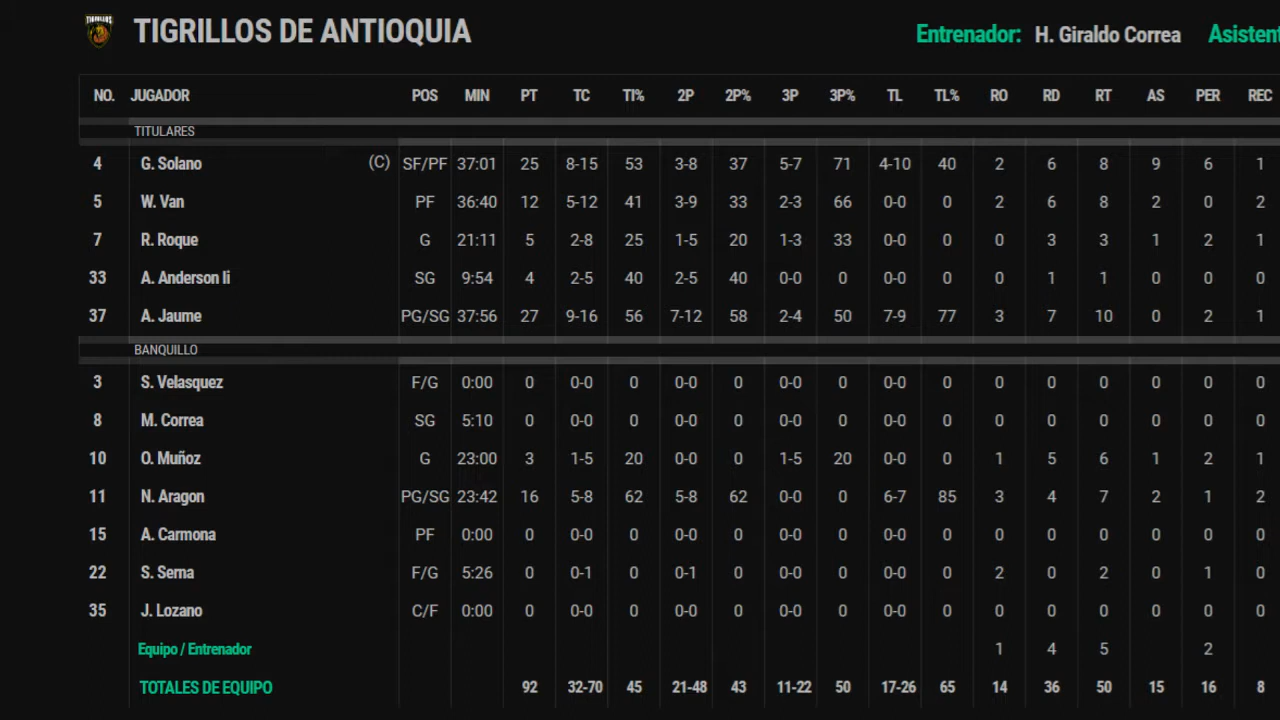 TIGRILLOS
TIGRILLOS DE ANTIOQUIA Entrenador: H. Giraldo Correa Asistent
NO. JUGADOR POS MIN PT TC TI% 2P 2P% 3P 3P% TL TL% RO RD RT AS PER REC
TITULARES
4 G. Solano (C) SF/PF 37:01 25 8-15 53 3-8 37 5-7 71 4-10 40 2 6 8 9 6 1
5 W. Van PF 36:40 12 5-12 41 3-9 33 2-3 66 0-0 0 2 6 8 2 0 2
7 R. Roque G 21:11 5 2-8 25 1-5 20 1-3 33 0-0 0 0 3 3 1 2 1
33 A. Anderson Ii SG 9:54 4 2-5 40 2-5 40 0-0 0 0-0 0 0 1 1 0 0 0
37 A. Jaume PG/SG 37:56 27 9-16 56 7-12 58 2-4 50 7-9 77 3 7 10 0 2 1
BANQUILLO
3 S. Velasquez F/G 0:00 0 0-0 0 0-0 0 0-0 0 0-0 0 0 0 0 0 0 0
8 M. Correa SG 5:10 0 0-0 0 0-0 0 0-0 0 0-0 0 0 0 0 0 0 0
10 O. Muñoz G 23:00 3 1-5 20 0-0 0 1-5 20 0-0 0 1 5 6 1 2 1
11 N. Aragon PG/SG 23:42 16 5-8 62 5-8 62 0-0 0 6-7 85 3 4 7 2 1 2
15 A. Carmona PF 0:00 0 0-0 0 0-0 0 0-0 0 0-0 0 0 0 0 0 0 0
22 S. Serna F/G 5:26 0 0-1 0 0-1 0 0-0 0 0-0 0 2 0 2 0 1 0
35 J. Lozano C/F 0:00 0 0-0 0 0-0 0 0-0 0 0-0 0 0 0 0 0 0 0
Equipo / Entrenador 1 4 5 2
TOTALES DE EQUIPO 92 32-70 45 21-48 43 11-22 50 17-26 65 14 36 50 15 16 8